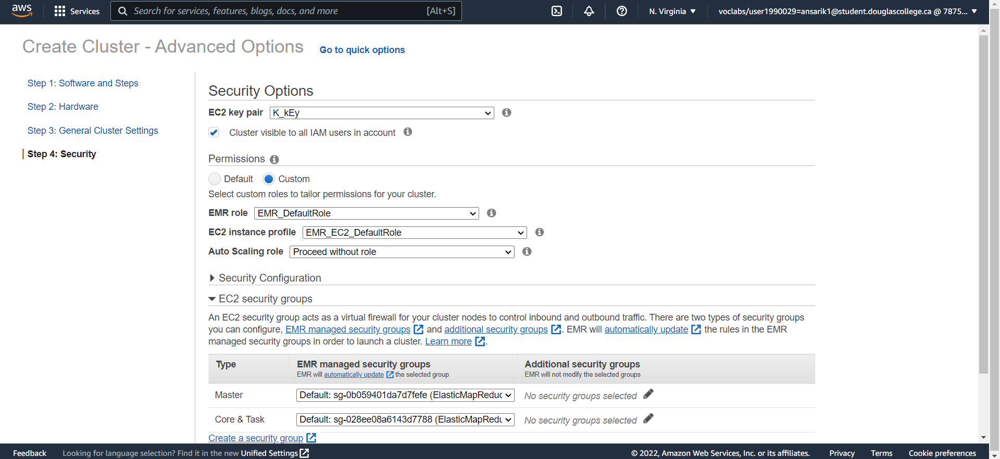 aws
Services
Search for services, features, blogs, docs, and more [Alt+S]
N. Virginia ▼
voclabs/user1990029=ansarik1@student.douglascollege.ca @ 7875... ▼
Create Cluster - Advanced Options
Go to quick options
Step 1: Software and Steps
Step 2: Hardware
Step 3: General Cluster Settings
Step 4: Security
Security Options
EC2 key pair K_kEy
Cluster visible to all IAM users in account
Permissions
Default Custom
Select custom roles to tailor permissions for your cluster.
EMR role EMR_DefaultRole
EC2 instance profile EMR_EC2_DefaultRole
Auto Scaling role Proceed without role
Security Configuration
EC2 security groups
An EC2 security group acts as a virtual firewall for your cluster nodes to control inbound and outbound traffic. There are two types of security groups
you can configure, EMR managed security groups and additional security groups . EMR will automatically update the rules in the EMR
managed security groups in order to launch a cluster. Learn more .
Type EMR managed security groups Additional security groups
EMR will automatically update the selected group EMR will not modify the selected groups
Master Default: sg-0b059401da7d7fefe (ElasticMapReduc No security groups selected
Core & Task Default: sg-028ee08a6143d7788 (ElasticMapRedu No security groups selected
Create a security group
Feedback Looking for language selection? Find it in the new Unified Settings © 2022, Amazon Web Services, Inc. or its affiliates. Privacy Terms Cookie preferences